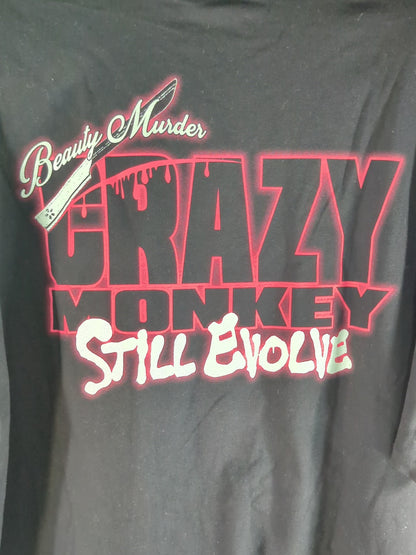 Beauty Murder
CRAZY
MONKEY
STILL EVOLVE